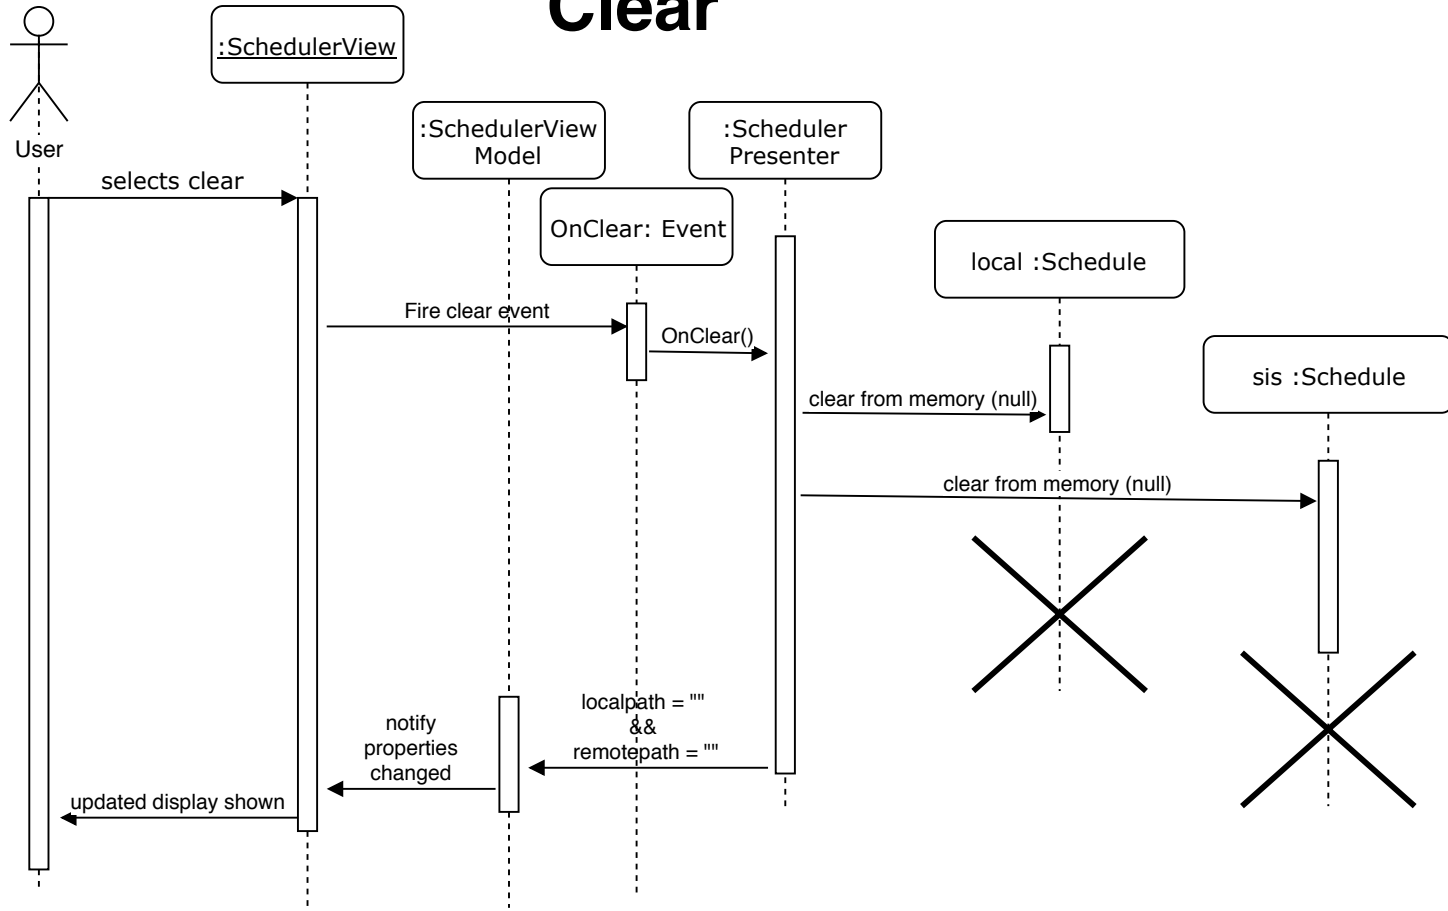 Clear
:SchedulerView
:SchedulerView
Model
:Scheduler
Presenter
User
selects clear
OnClear: Event
local :Schedule
Fire clear event
OnClear()
sis :Schedule
clear from memory (null)
clear from memory (null)
localpath = ""
&&
remotepath = ""
notify
properties
changed
updated display shown